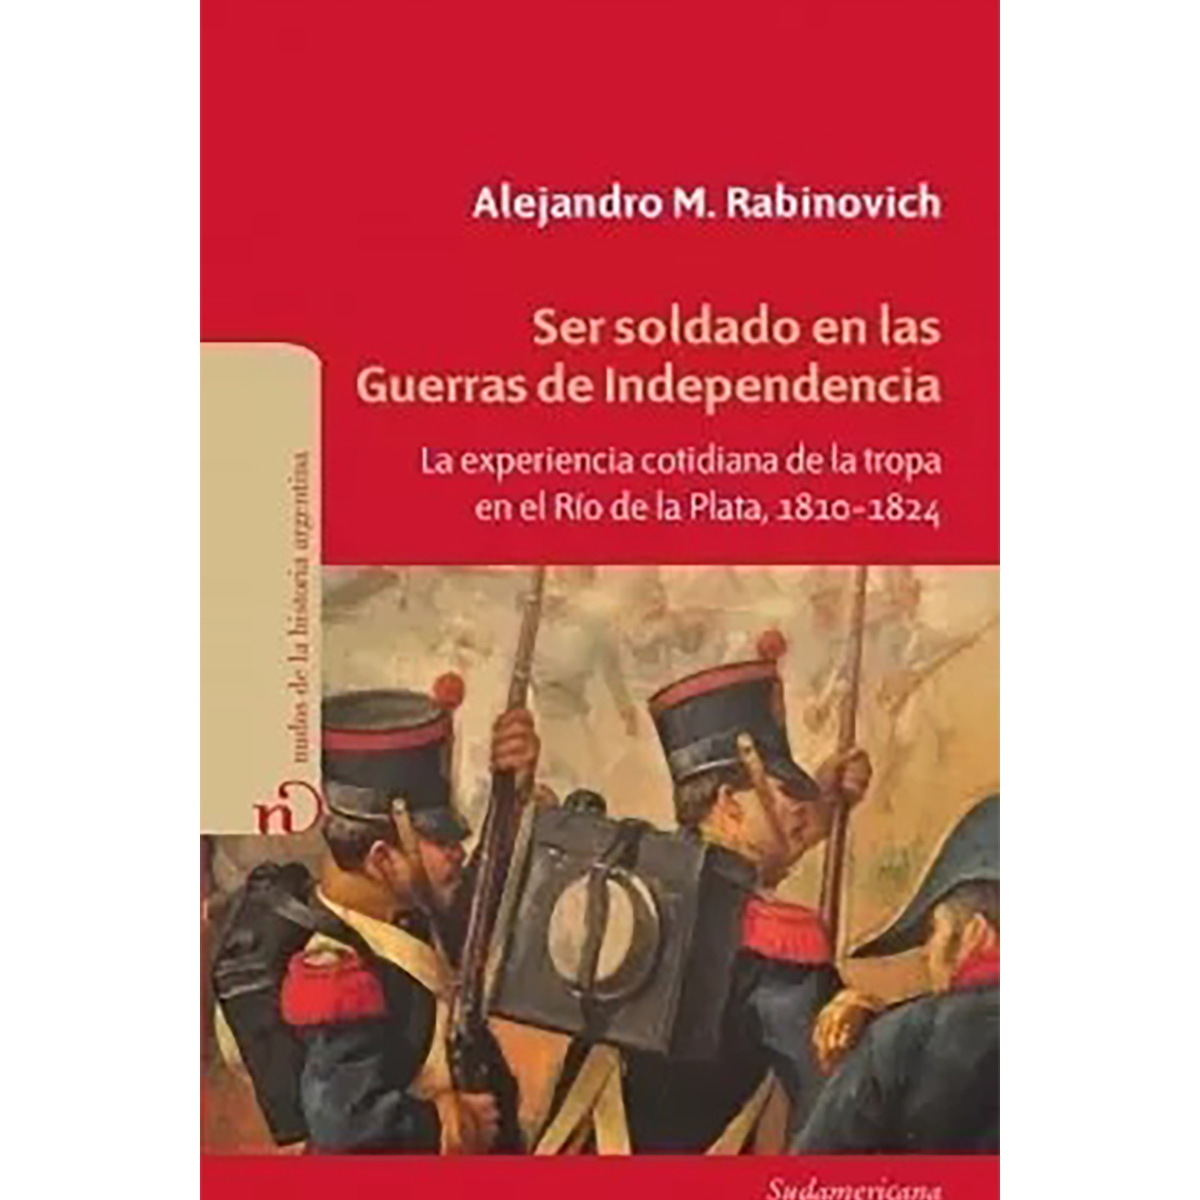 Alejandro M. Rabinovich
Ser soldado en las
Guerras de Independencia
La experiencia cotidiana de la tropa
en el Río de la Plata, 1810-1824
nudos de la historia argentina
n
Sudamericana